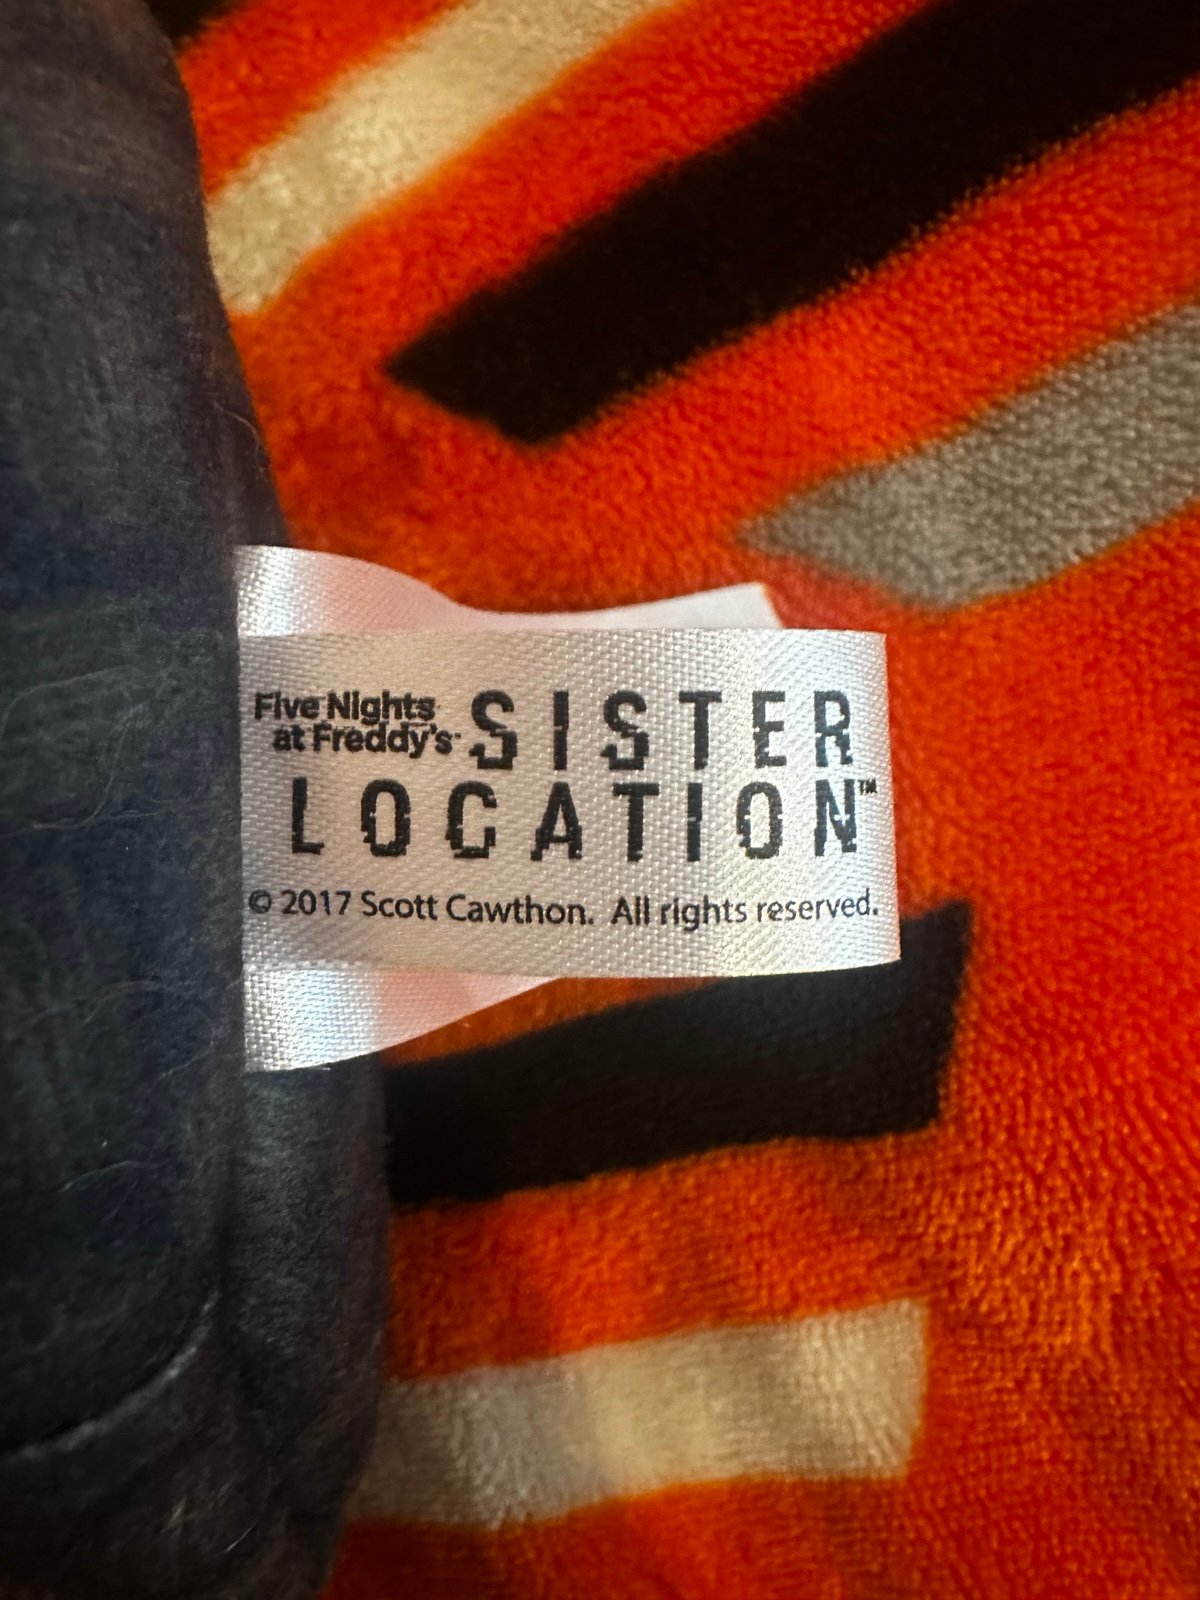 Five Nights
at Freddy's
SISTER
LOCATION™
© 2017 Scott Cawthon. All rights reserved.